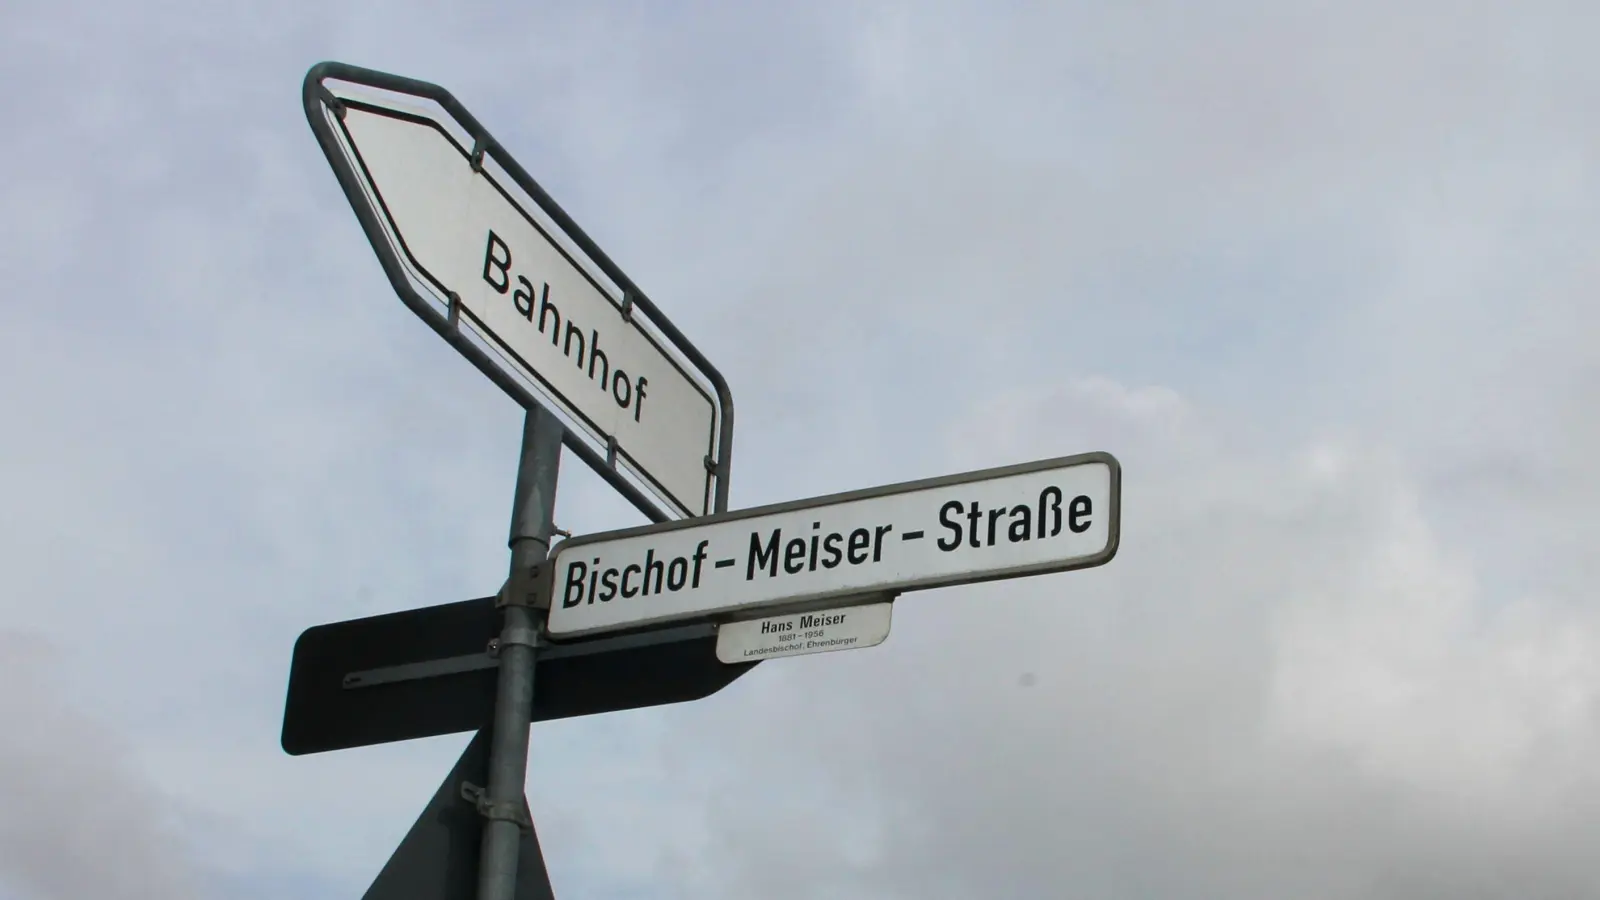 Bahnhof
Bischof-Meiser-Straße
Hans Meiser
1881-1956
Landesbischof, Ehrenbürger